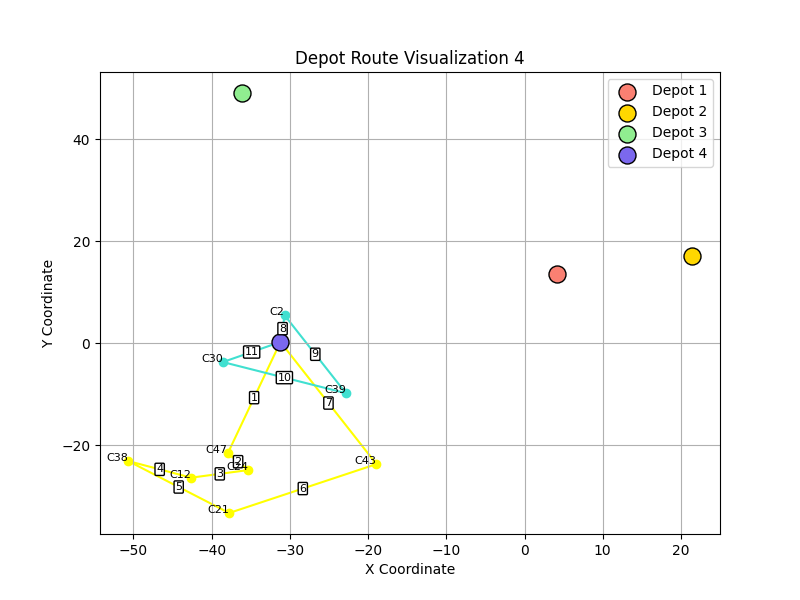 Depot Route Visualization 4
Depot 1
Depot 2
Depot 3
Depot 4
40
20
0
−20
Y Coordinate
C2
8
11
C30
9
10
C39
1
7
C47
2
C24
C38
4
C12
3
5
C43
6
C21
−50
−40
−30
−20
−10
0
10
20
X Coordinate